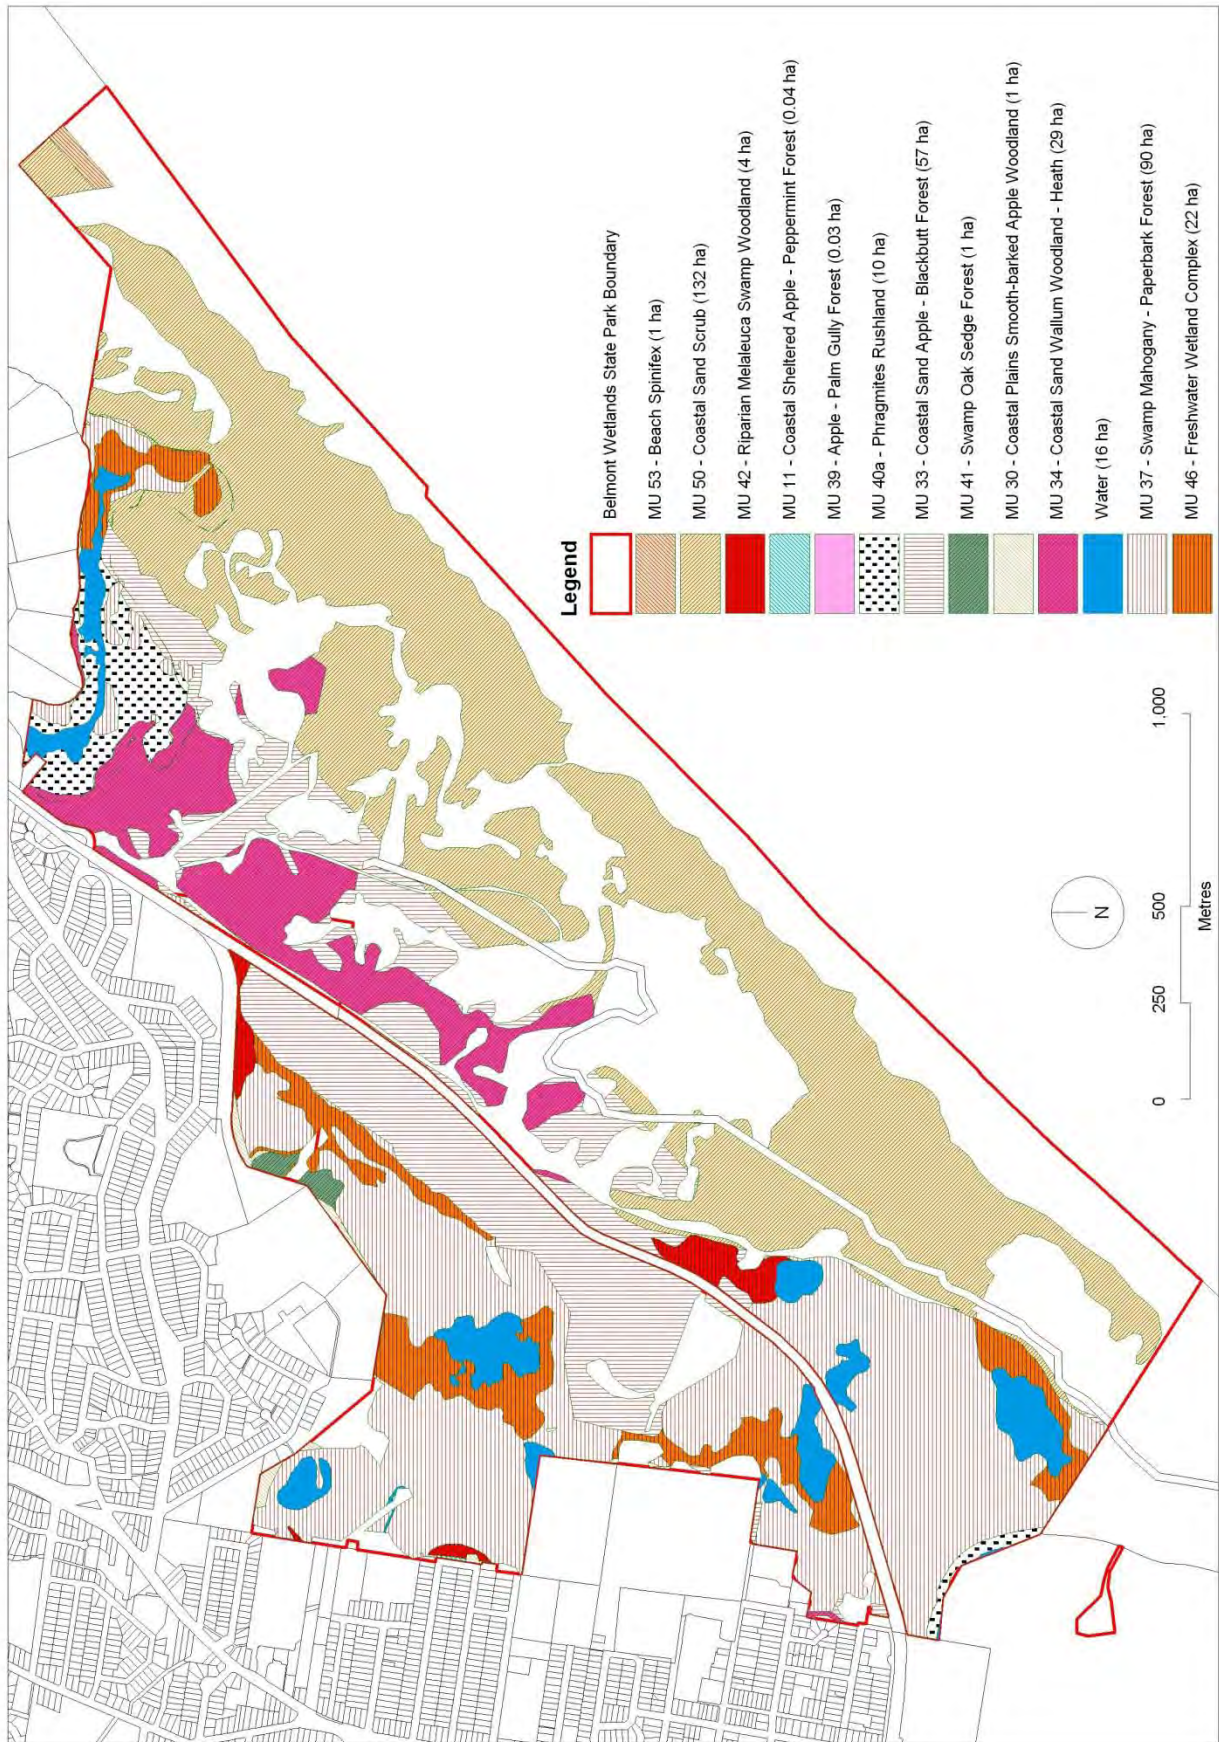 Legend
Belmont Wetlands State Park Boundary
MU 53 - Beach Spinifex (1 ha)
MU 50 - Coastal Sand Scrub (132 ha)
MU 42 - Riparian Melaleuca Swamp Woodland (4 ha)
MU 11 - Coastal Sheltered Apple - Peppermint Forest (0.04 ha)
MU 39 - Apple - Palm Gully Forest (0.03 ha)
MU 40a - Phragmites Rushland (10 ha)
MU 33 - Coastal Sand Apple - Blackbutt Forest (57 ha)
MU 41 - Swamp Oak Sedge Forest (1 ha)
MU 30 - Coastal Plains Smooth-barked Apple Woodland (1 ha)
MU 34 - Coastal Sand Wallum Woodland - Heath (29 ha)
Water (16 ha)
MU 37 - Swamp Mahogany - Paperbark Forest (90 ha)
MU 46 - Freshwater Wetland Complex (22 ha)
N
0 250 500 1,000
Metres